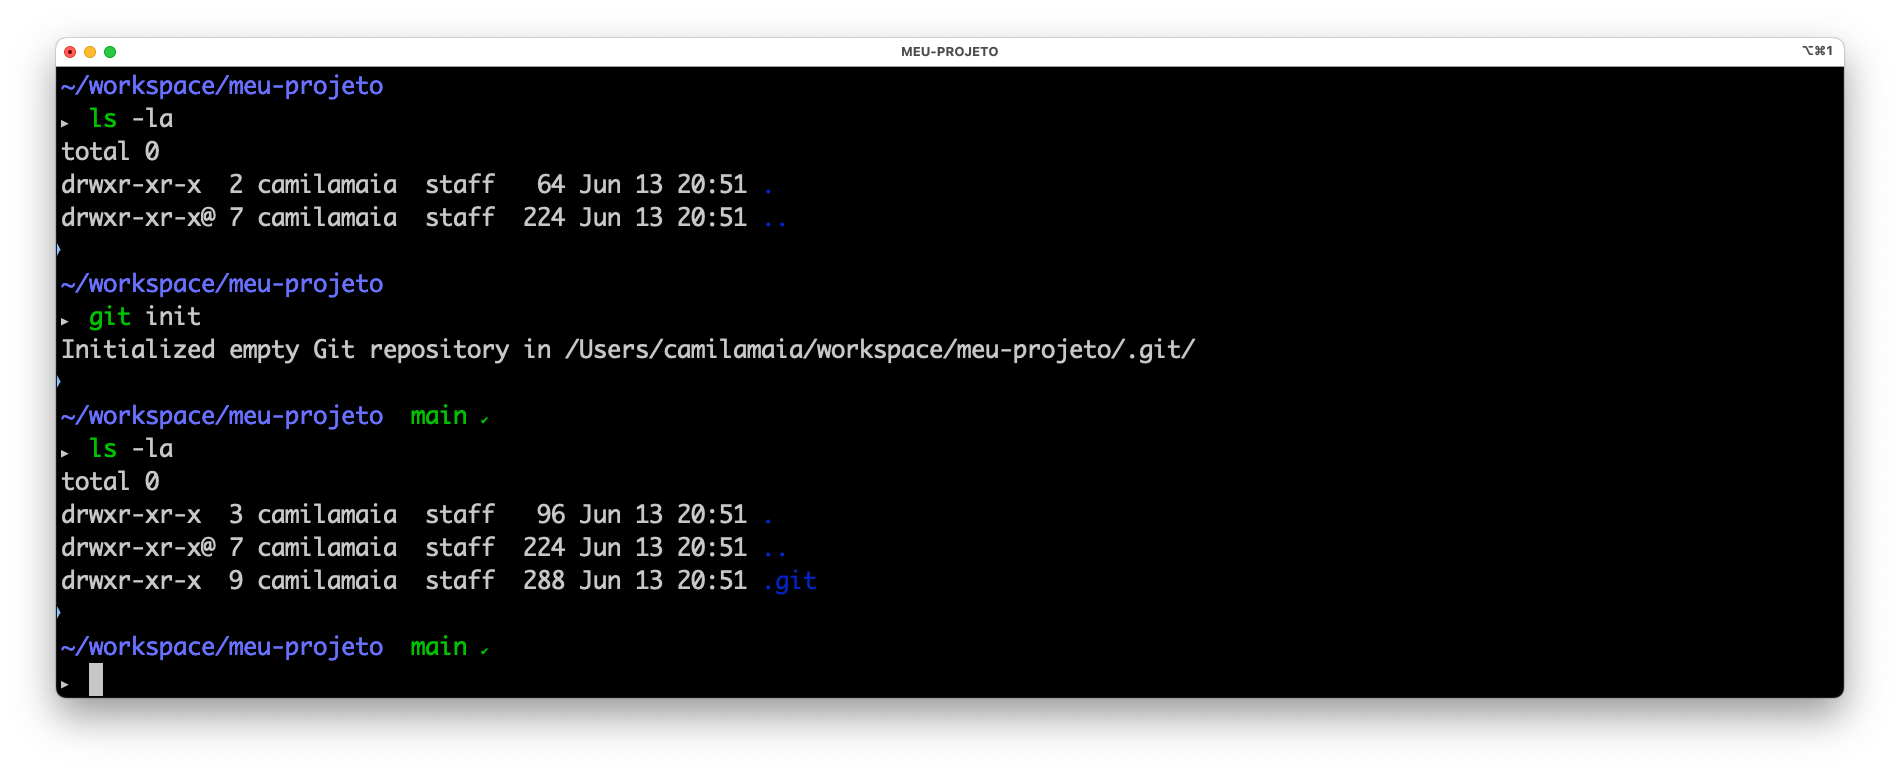 MEU-PROJETO ⌥⌘1
~/workspace/meu-projeto
▸ ls -la
total 0
drwxr-xr-x  2 camilamaia  staff   64 Jun 13 20:51 .
drwxr-xr-x@ 7 camilamaia  staff  224 Jun 13 20:51 ..
~/workspace/meu-projeto
▸ git init
Initialized empty Git repository in /Users/camilamaia/workspace/meu-projeto/.git/
~/workspace/meu-projeto  main ✓
▸ ls -la
total 0
drwxr-xr-x  3 camilamaia  staff   96 Jun 13 20:51 .
drwxr-xr-x@ 7 camilamaia  staff  224 Jun 13 20:51 ..
drwxr-xr-x  9 camilamaia  staff  288 Jun 13 20:51 .git
~/workspace/meu-projeto  main ✓
▸